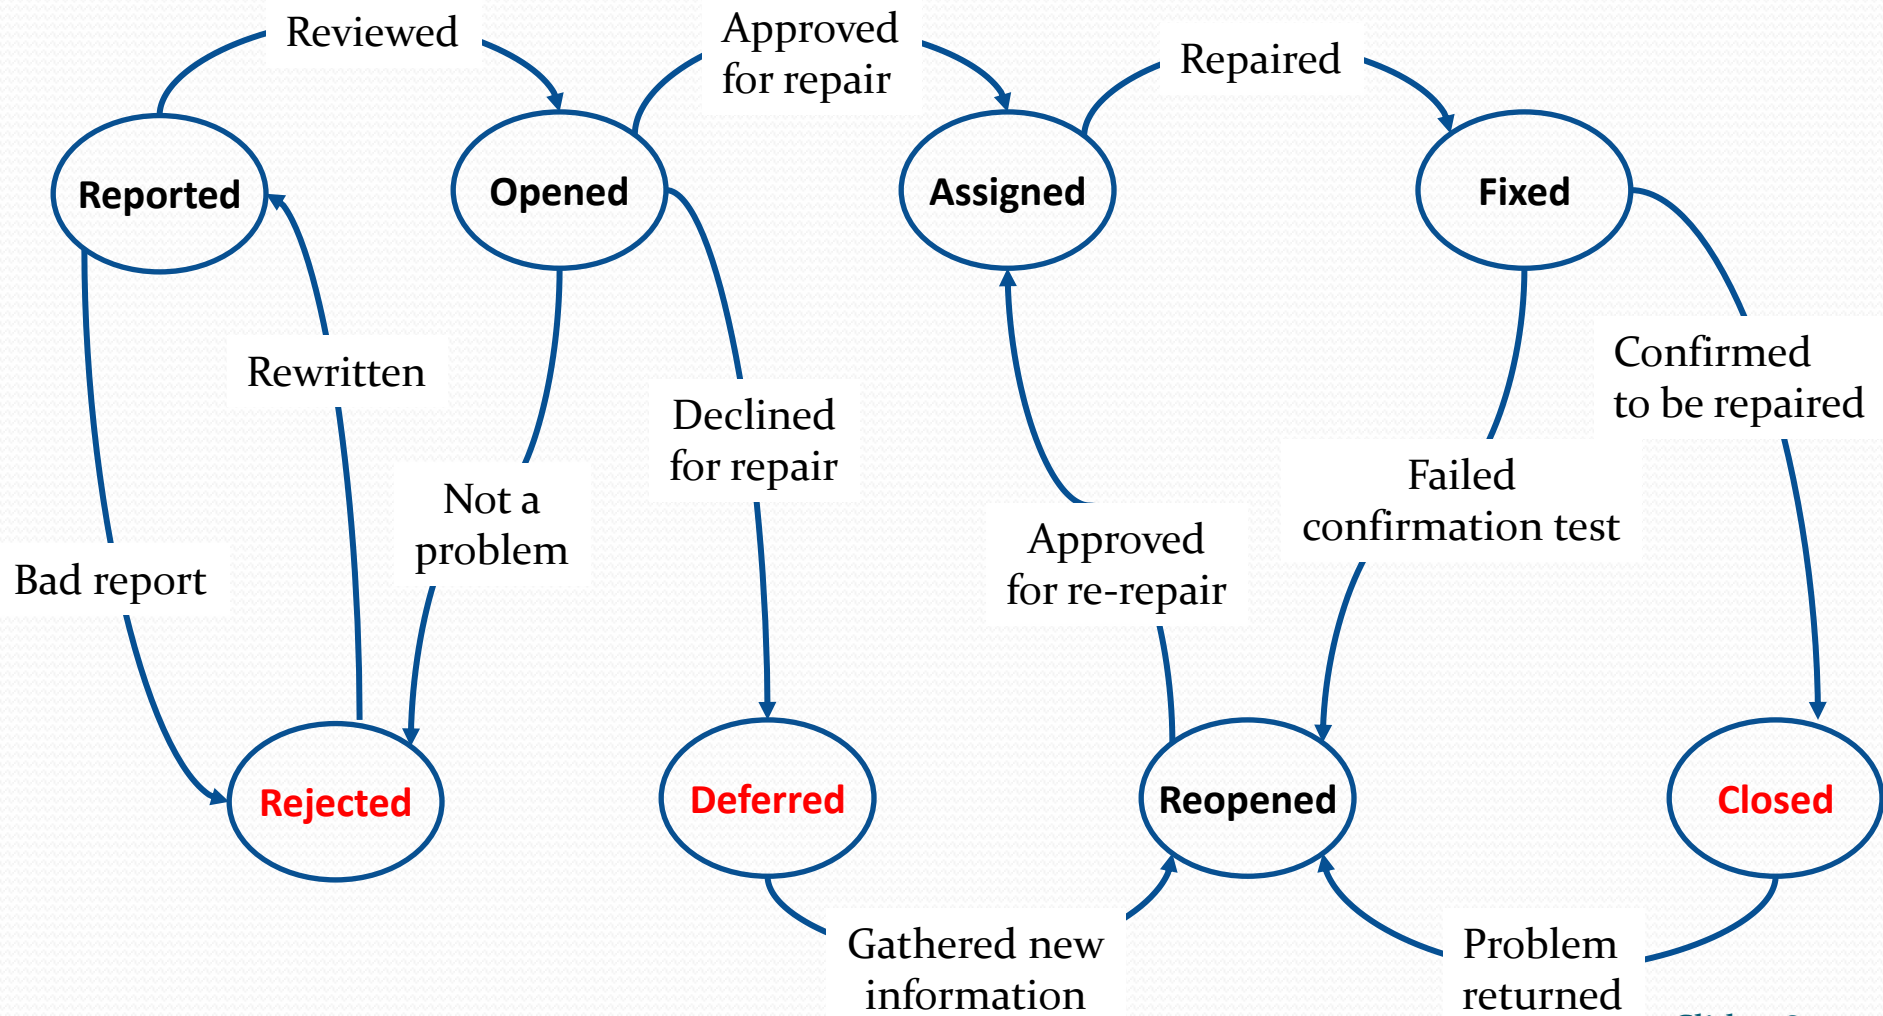 Reviewed
Approved
for repair
Repaired
Reported
Opened
Assigned
Fixed
Rewritten
Confirmed
to be repaired
Declined
for repair
Not a
problem
Failed
confirmation test
Bad report
Approved
for re-repair
Rejected
Deferred
Reopened
Closed
Gathered new
information
Problem
returned